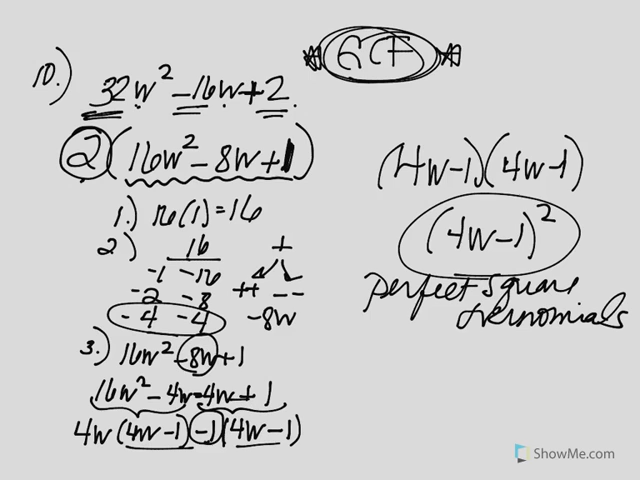 GCF
10.) 32w² -16w+2
2(16w² - 8w+1)
1.) 16(1) = 16
2) 16 +
-1 -16
-2 -8 ++ --
-4 -4 -8w
3.) 16w² -8w+1
16w² - 4w-4w+1
4w(4w-1)-1(4w-1)
(4w-1)(4w-1)
(4w-1)²
perfect square
trinomials
ShowMe.com